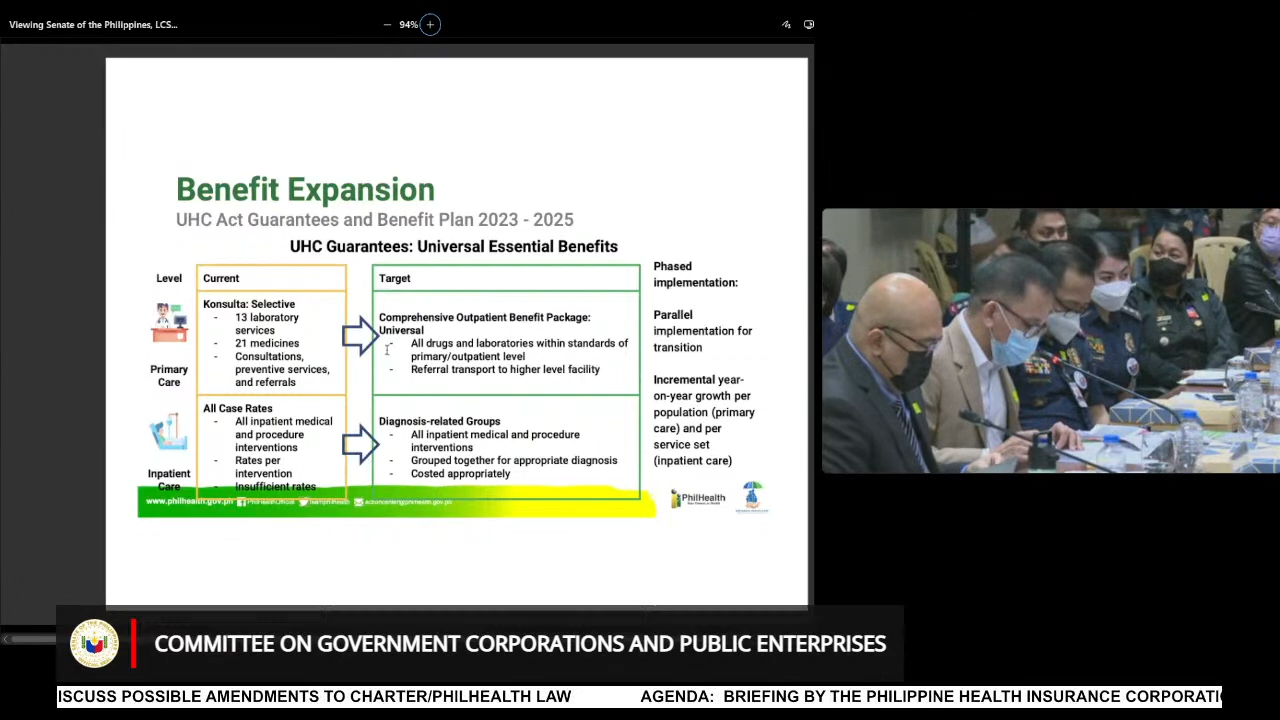 Viewing Senate of the Philippines, LCS...
94%
Benefit Expansion
UHC Act Guarantees and Benefit Plan 2023 - 2025
UHC Guarantees: Universal Essential Benefits
Level
Current
Target
Primary
Care
Konsulta: Selective
- 13 laboratory
services
- 21 medicines
- Consultations,
preventive services,
and referrals
Comprehensive Outpatient Benefit Package:
Universal
- All drugs and laboratories within standards of
primary/outpatient level
- Referral transport to higher level facility
Inpatient
Care
All Case Rates
- All inpatient medical
and procedure
interventions
- Rates per
intervention
- Insufficient rates
Diagnosis-related Groups
- All inpatient medical and procedure
interventions
- Grouped together for appropriate diagnosis
- Costed appropriately
Phased
implementation:
Parallel
implementation for
transition
Incremental year-
on-year growth per
population (primary
care) and per
service set
(inpatient care)
www.philhealth.gov.ph
PhilHealth
COMMITTEE ON GOVERNMENT CORPORATIONS AND PUBLIC ENTERPRISES
ISCUSS POSSIBLE AMENDMENTS TO CHARTER/PHILHEALTH LAW AGENDA: BRIEFING BY THE PHILIPPINE HEALTH INSURANCE CORPORATI